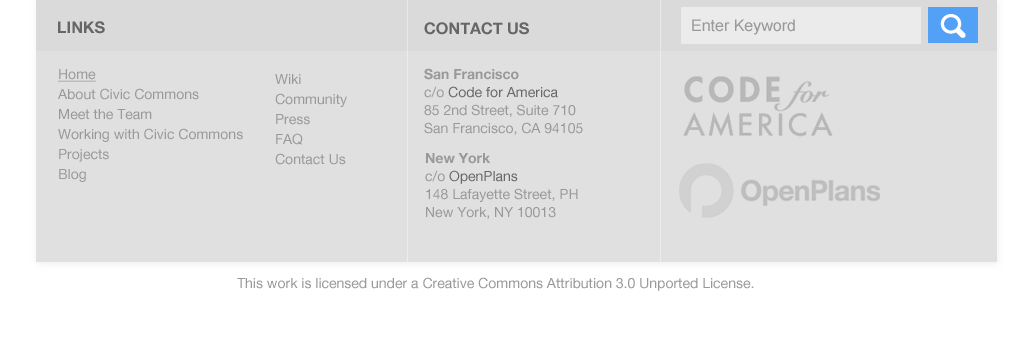 LINKS
Home
About Civic Commons
Meet the Team
Working with Civic Commons
Projects
Blog
Wiki
Community
Press
FAQ
Contact Us
CONTACT US
San Francisco
c/o Code for America
85 2nd Street, Suite 710
San Francisco, CA 94105
New York
c/o OpenPlans
148 Lafayette Street, PH
New York, NY 10013
Enter Keyword
CODE for
AMERICA
OpenPlans
This work is licensed under a Creative Commons Attribution 3.0 Unported License.